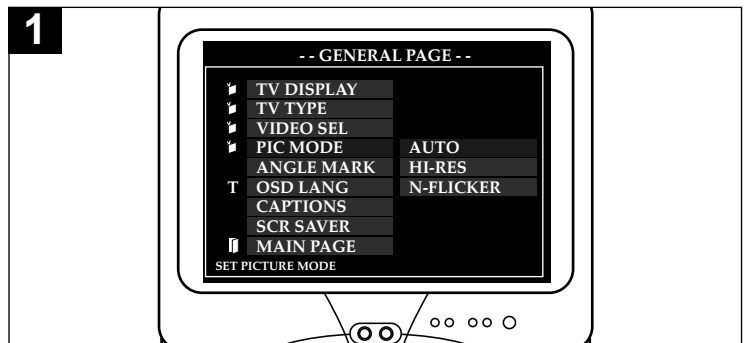 1
- - GENERAL PAGE - -
TV DISPLAY
TV TYPE
VIDEO SEL
PIC MODE AUTO
ANGLE MARK HI-RES
T OSD LANG N-FLICKER
CAPTIONS
SCR SAVER
MAIN PAGE
SET PICTURE MODE